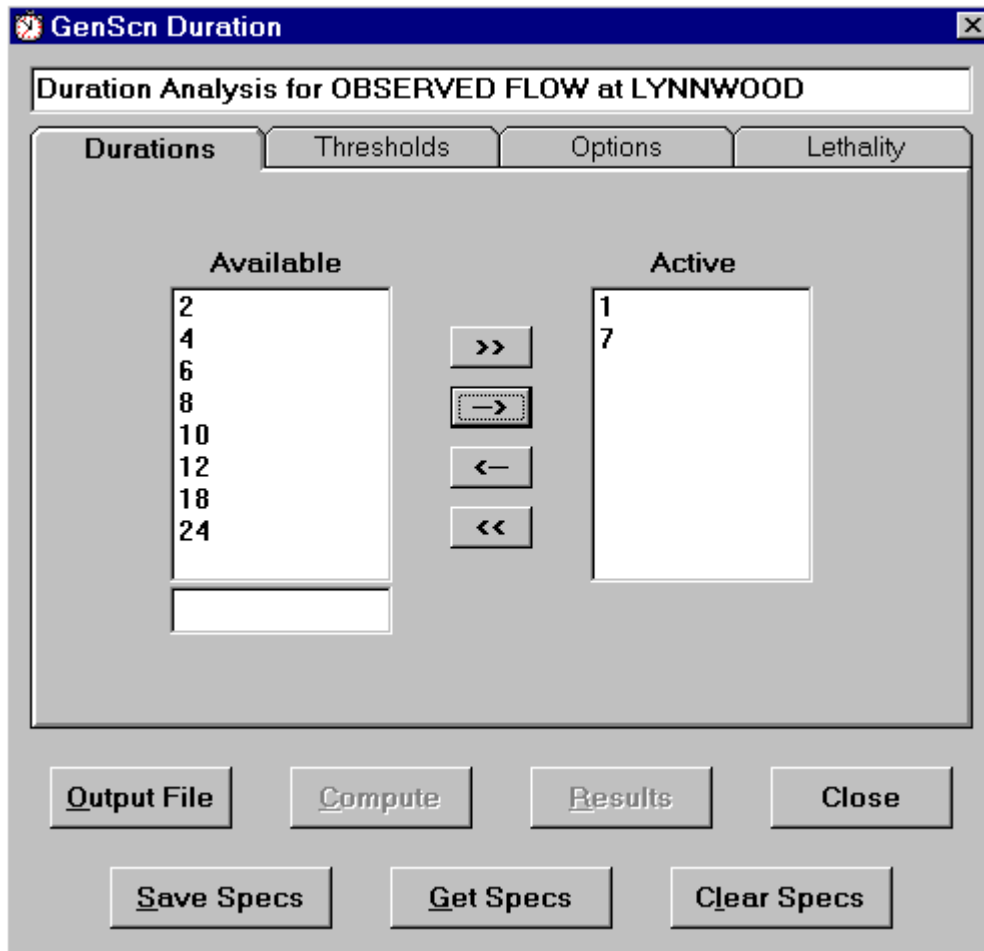 GenScn Duration
Duration Analysis for OBSERVED FLOW at LYNNWOOD
Durations Thresholds Options Lethality
Available Active
2
4
6
8
10
12
18
24
>>
—>
<—
<<
1
7
Output File Compute Results Close
Save Specs Get Specs Clear Specs